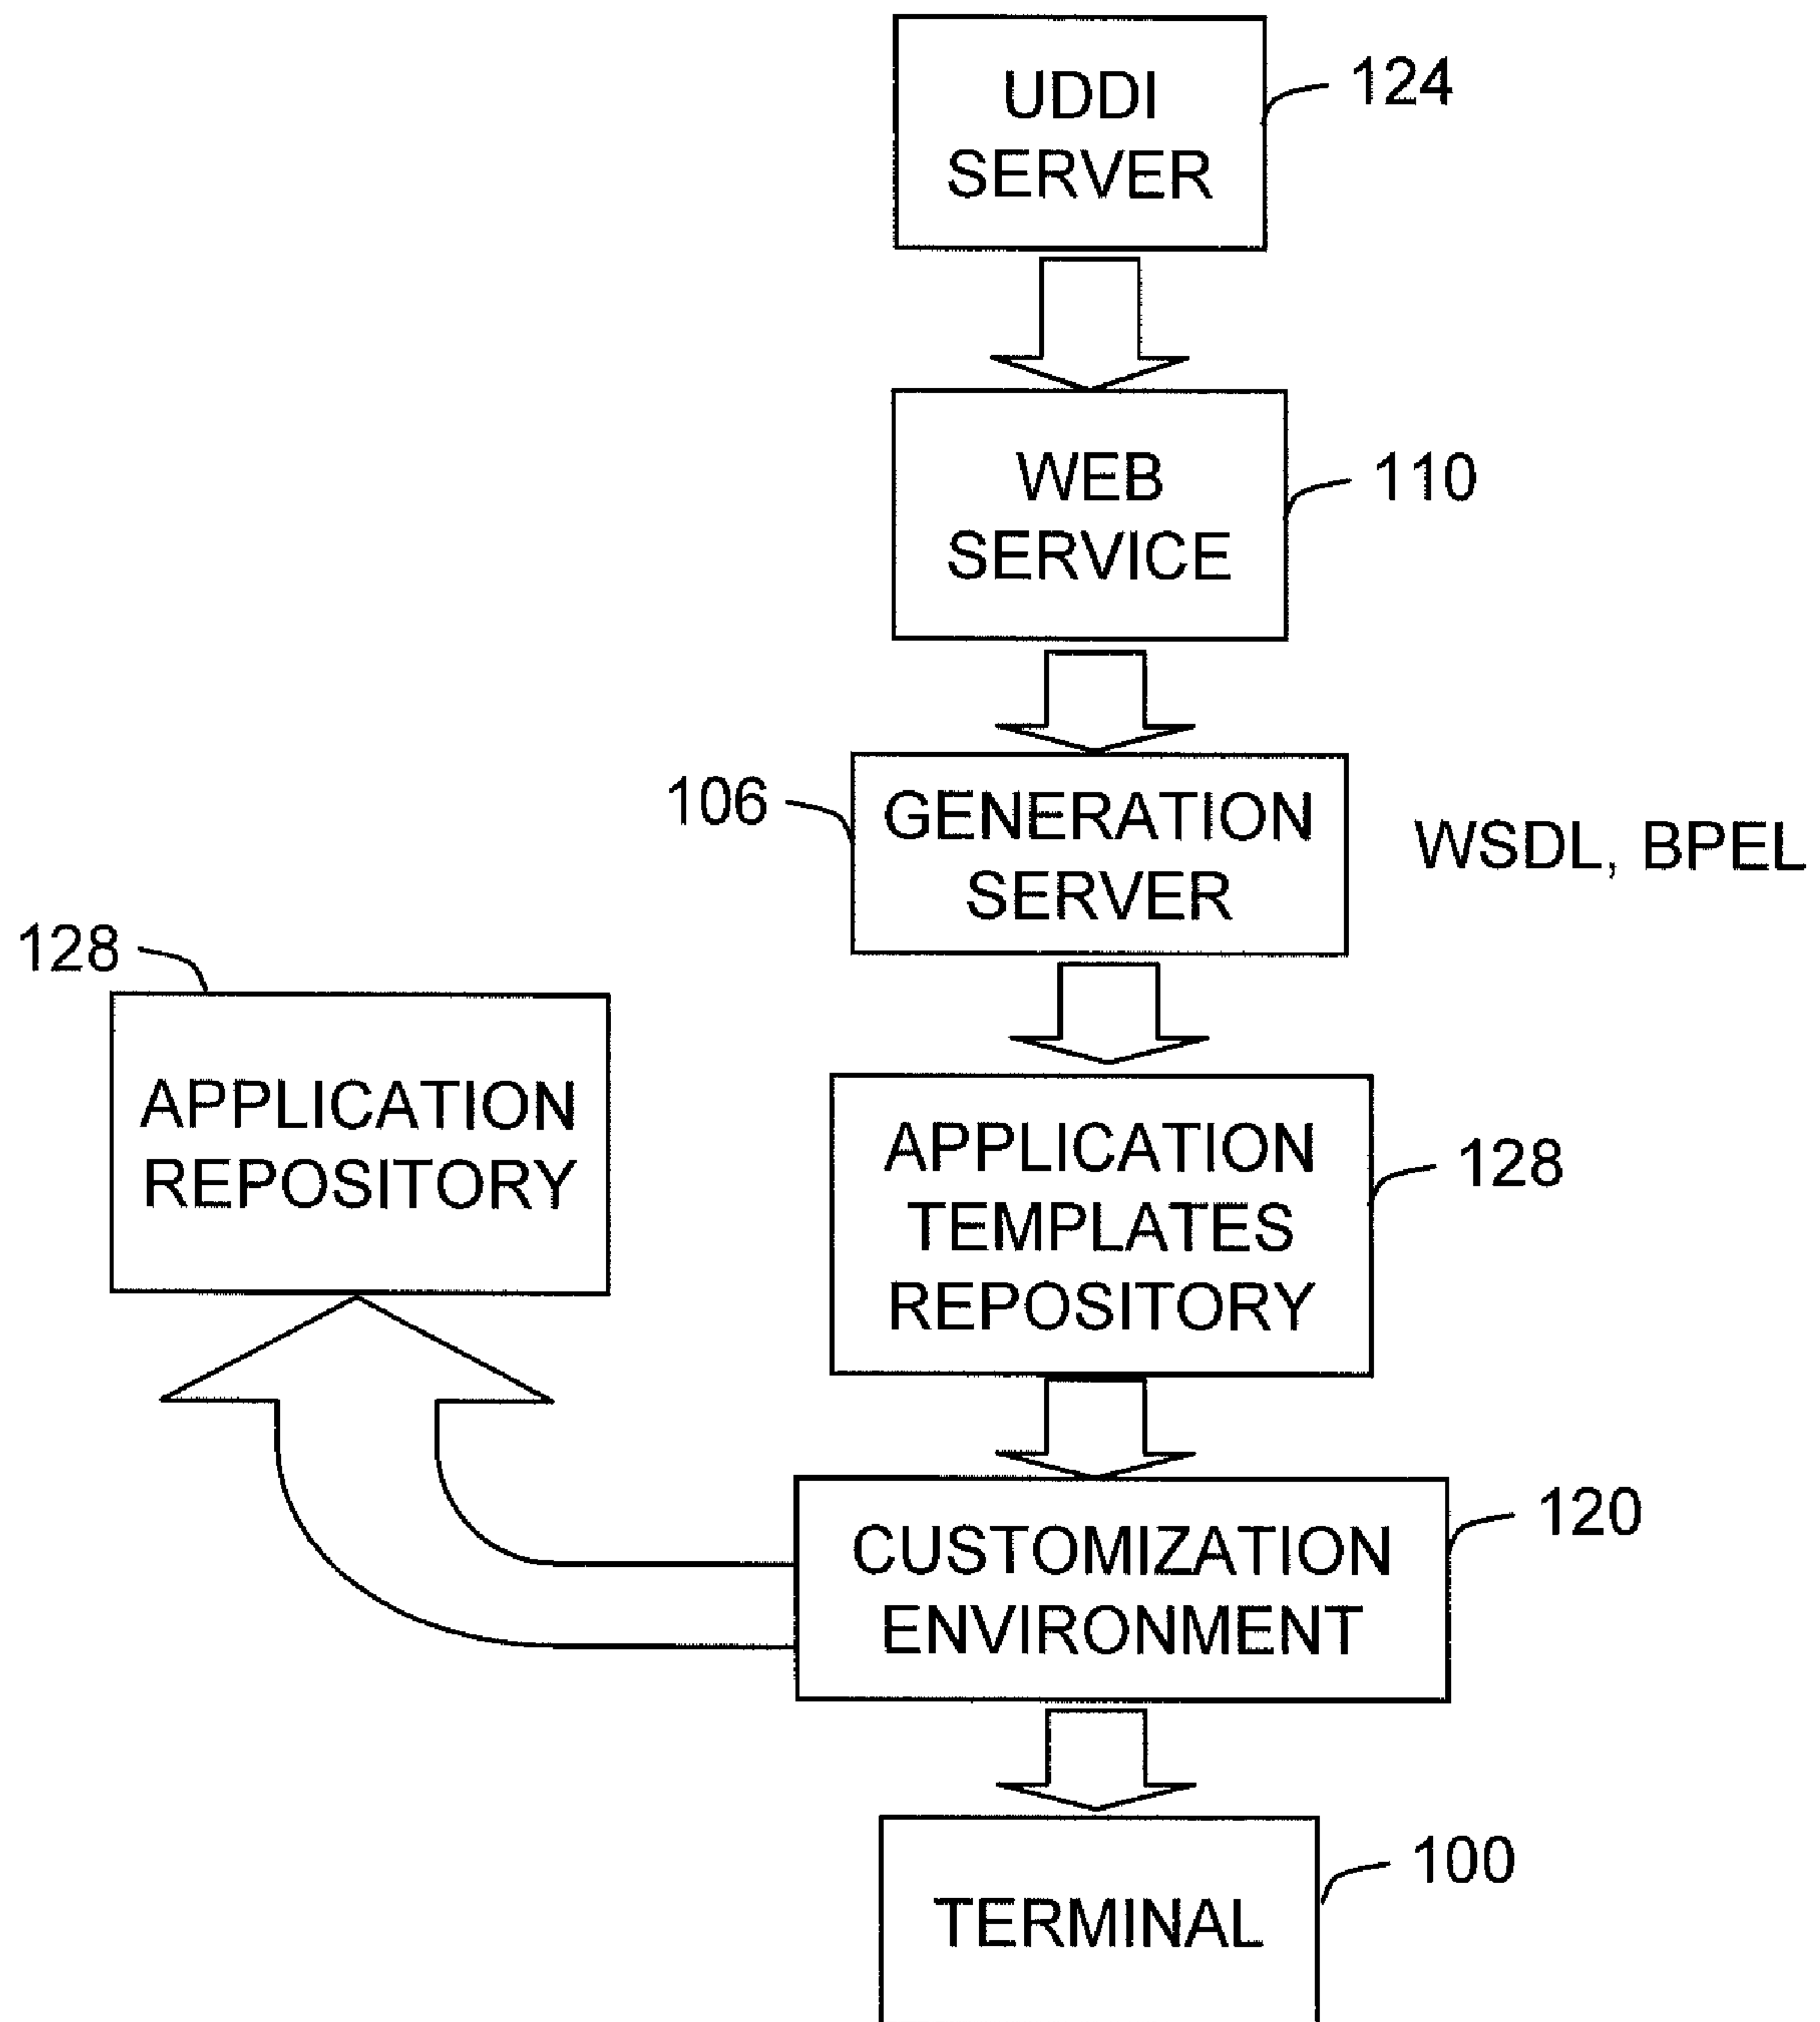 UDDI
SERVER
124
WEB
SERVICE
110
106
GENERATION
SERVER
WSDL, BPEL
128
APPLICATION
REPOSITORY
APPLICATION
TEMPLATES
REPOSITORY
128
CUSTOMIZATION
ENVIRONMENT
120
TERMINAL
100